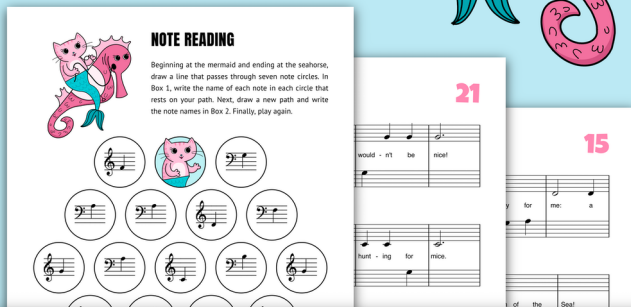 NOTE READING
Beginning at the mermaid and ending at the seahorse,
draw a line that passes through seven note circles. In
Box 1, write the name of each note in each circle that
rests on your path. Next, draw a new path and write
the note names in Box 2. Finally, play again.
21
would - n't be nice!
hunt - ing for mice.
15
y for me: a
of the Sea!